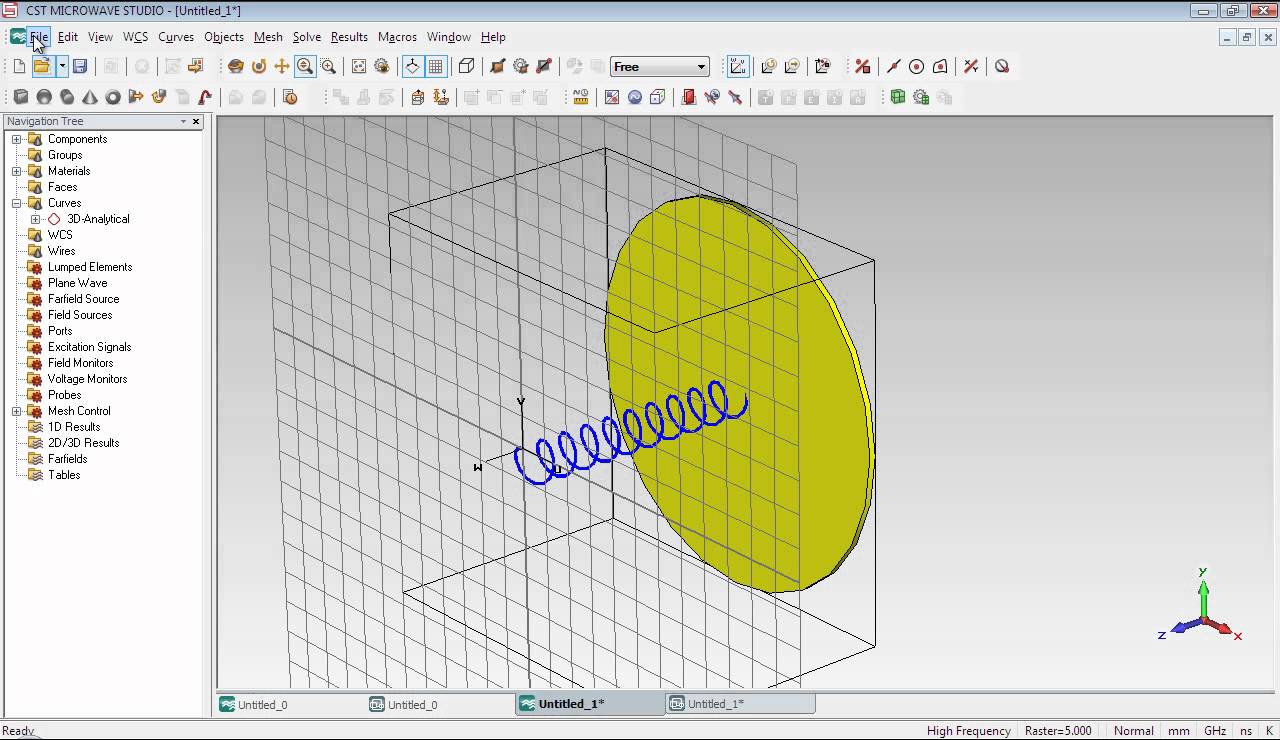 CST MICROWAVE STUDIO - [Untitled_1*]
File Edit View WCS Curves Objects Mesh Solve Results Macros Window Help
Free
Navigation Tree
Components
Groups
Materials
Faces
Curves
3D-Analytical
WCS
Wires
Lumped Elements
Plane Wave
Farfield Source
Field Sources
Ports
Excitation Signals
Field Monitors
Voltage Monitors
Probes
Mesh Control
1D Results
2D/3D Results
Farfields
Tables
V
W
U
y
z
x
Untitled_0 Untitled_0 Untitled_1* Untitled_1*
Ready High Frequency Raster=5.000 Normal mm GHz ns K